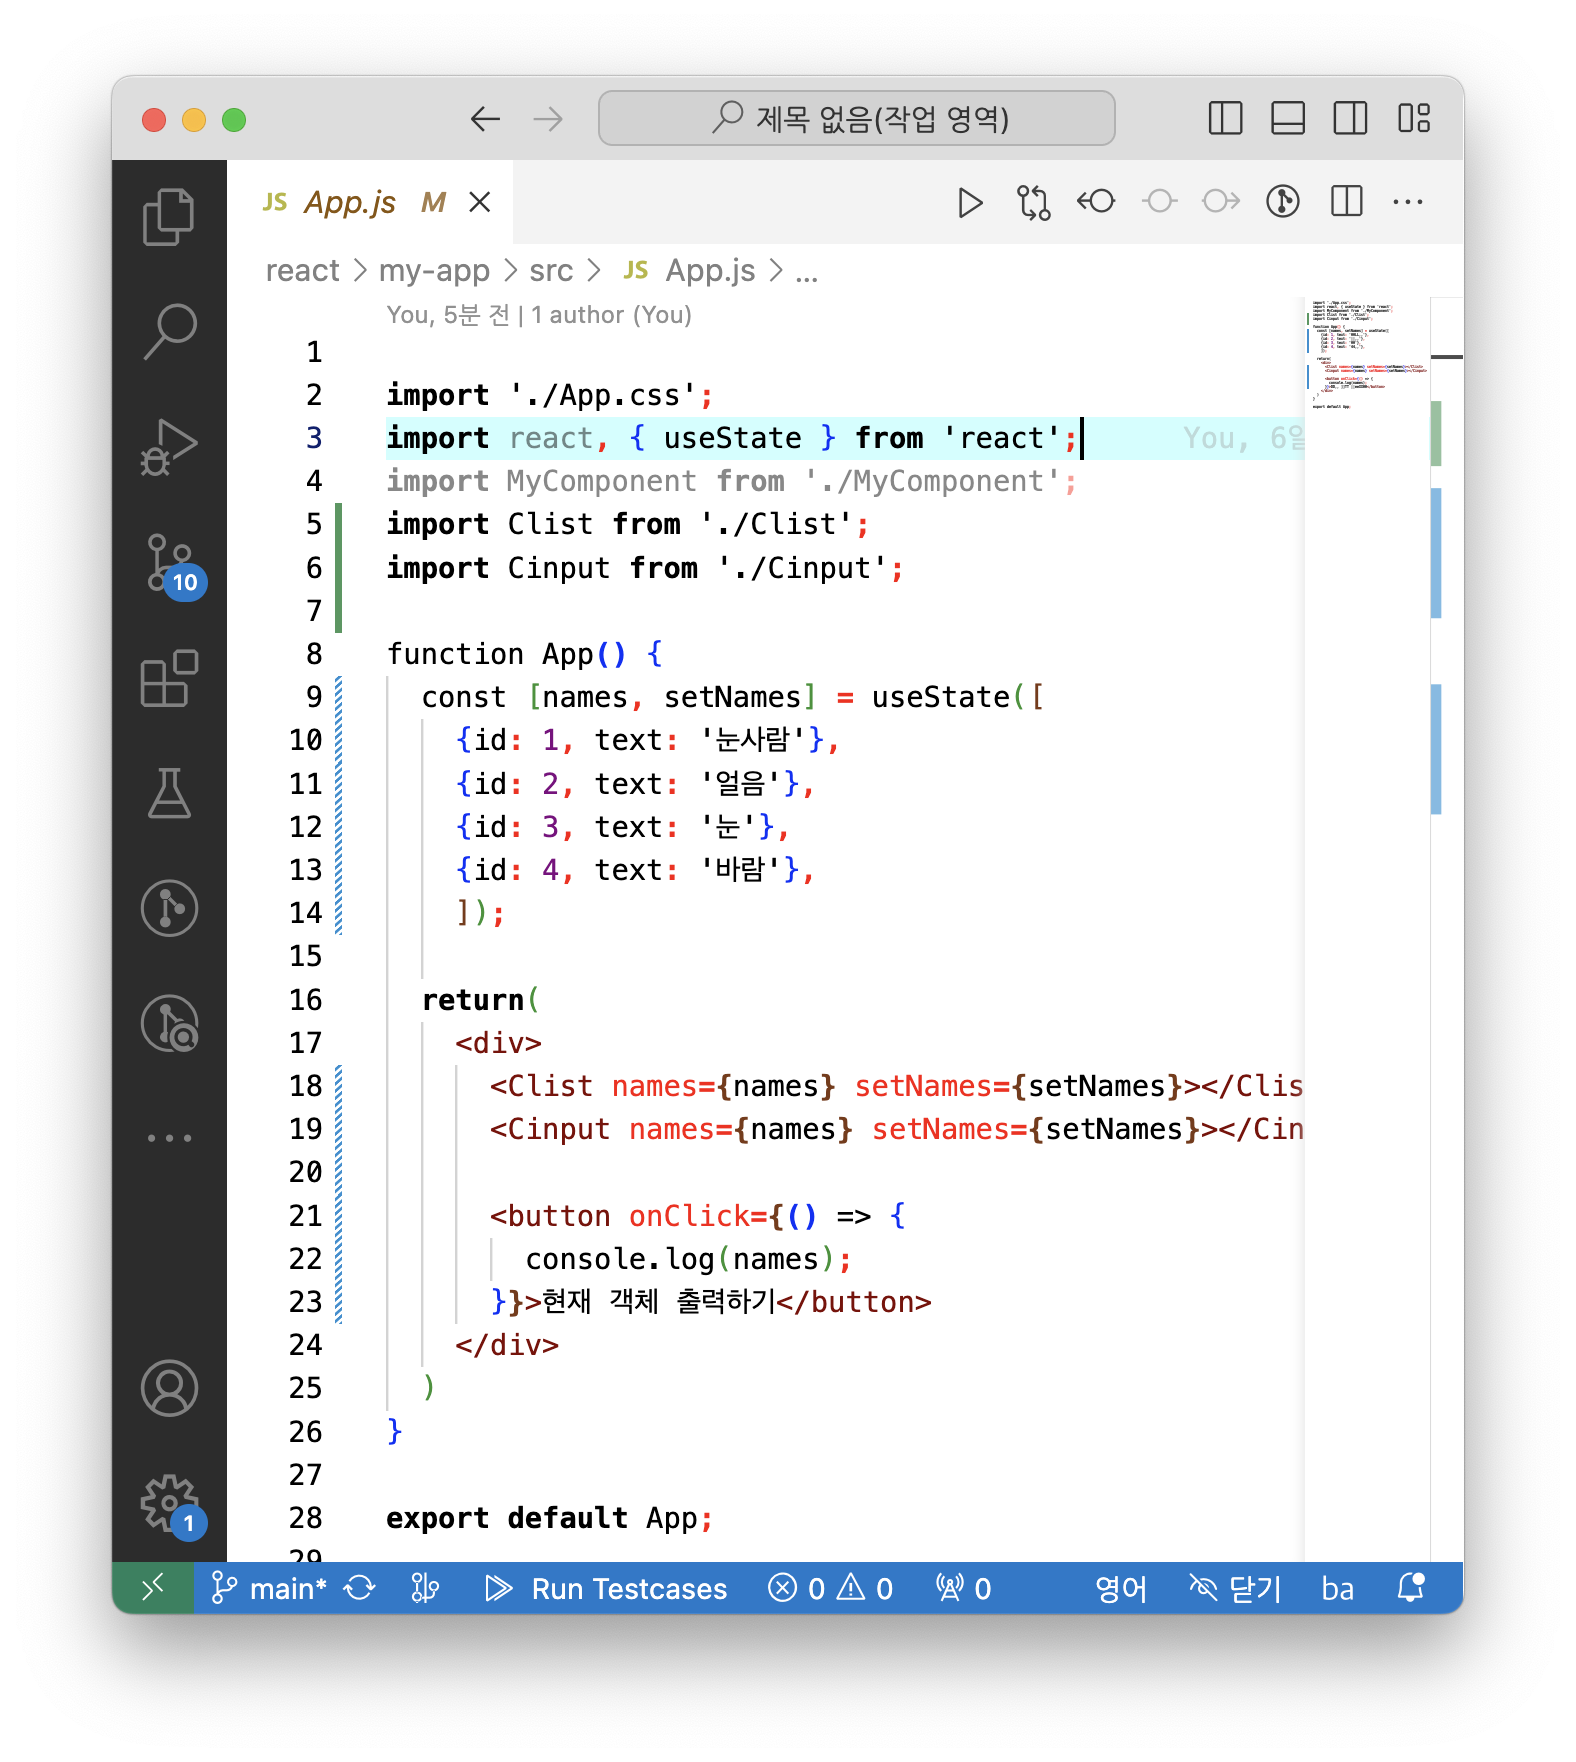 제목 없음(작업 영역)
JS App.js M
react > my-app > src > JS App.js > ...
You, 5분 전 | 1 author (You)
1
2 import './App.css';
3 import react, { useState } from 'react'; You, 6일
4 import MyComponent from './MyComponent';
5 import Clist from './Clist';
6 import Cinput from './Cinput';
7
8 function App() {
9 const [names, setNames] = useState([
10 {id: 1, text: '눈사람'},
11 {id: 2, text: '얼음'},
12 {id: 3, text: '눈'},
13 {id: 4, text: '바람'},
14 ]);
15
16 return(
17 <div>
18 <Clist names={names} setNames={setNames}></Clis
19 <Cinput names={names} setNames={setNames}></Cin
20
21 <button onClick={() => {
22 console.log(names);
23 }}>현재 객체 출력하기</button>
24 </div>
25 )
26 }
27
28 export default App;
29
10
1
main* Run Testcases 0 0 0 영어 닫기 ba